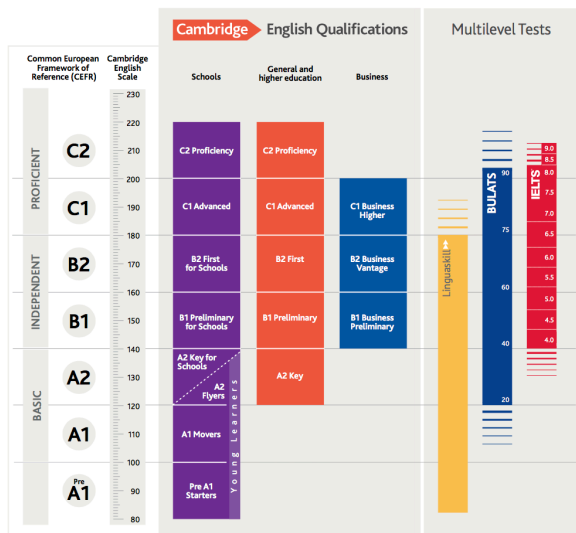 Cambridge English Qualifications
Multilevel Tests
Common European
Framework of
Reference (CEFR)
Cambridge
English
Scale
Schools
General and
higher education
Business
PROFICIENT
INDEPENDENT
BASIC
C2
C1
B2
B1
A2
A1
Pre
A1
230
220
210
200
190
180
170
160
150
140
130
120
110
100
90
80
C2 Proficiency
C1 Advanced
B2 First
for Schools
B1 Preliminary
for Schools
A2 Key for
Schools
A2
Flyers
A1 Movers
Pre A1
Starters
Young Learners
C2 Proficiency
C1 Advanced
B2 First
B1 Preliminary
A2 Key
C1 Business
Higher
B2 Business
Vantage
B1 Business
Preliminary
Linguaskill
BULATS
90
75
60
40
20
IELTS
9.0
8.5
8.0
7.5
7.0
6.5
6.0
5.5
5.0
4.5
4.0